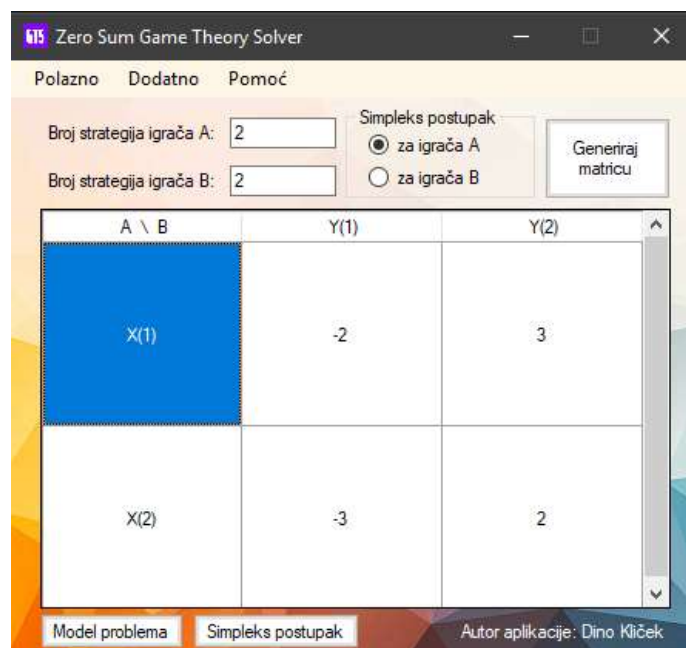 GTS Zero Sum Game Theory Solver
Polazno Dodatno Pomoć
Broj strategija igrača A: 2
Broj strategija igrača B: 2
Simpleks postupak
za igrača A
za igrača B
Generiraj
matricu
A \ B Y(1) Y(2)
X(1) -2 3
X(2) -3 2
Model problema Simpleks postupak Autor aplikacije: Dino Kliček